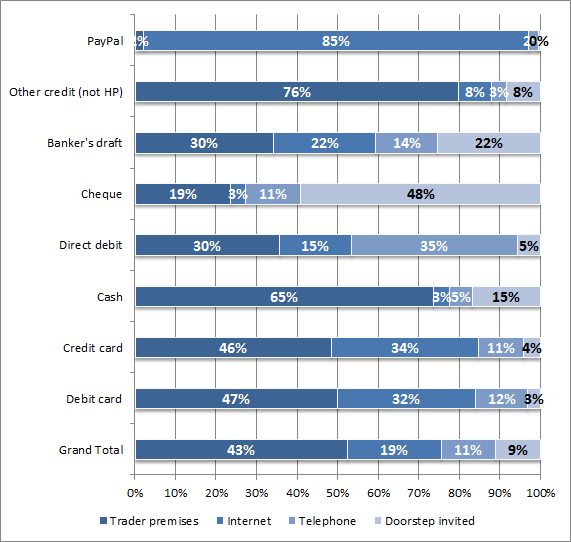 PayPal 2% 85% 2% 0%
Other credit (not HP) 76% 8% 3% 8%
Banker's draft 30% 22% 14% 22%
Cheque 19% 3% 11% 48%
Direct debit 30% 15% 35% 5%
Cash 65% 3% 5% 15%
Credit card 46% 34% 11% 4%
Debit card 47% 32% 12% 3%
Grand Total 43% 19% 11% 9%
0% 10% 20% 30% 40% 50% 60% 70% 80% 90% 100%
Trader premises Internet Telephone Doorstep invited